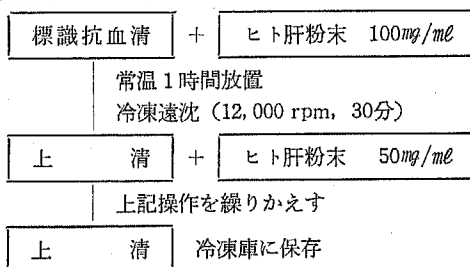 標識抗血清 + ヒト肝粉末 100mg/ml
常温1時間放置
冷凍遠沈（12,000 rpm, 30分）
上清 + ヒト肝粉末 50mg/ml
上記操作を繰りかえす
上清 冷凍庫に保存